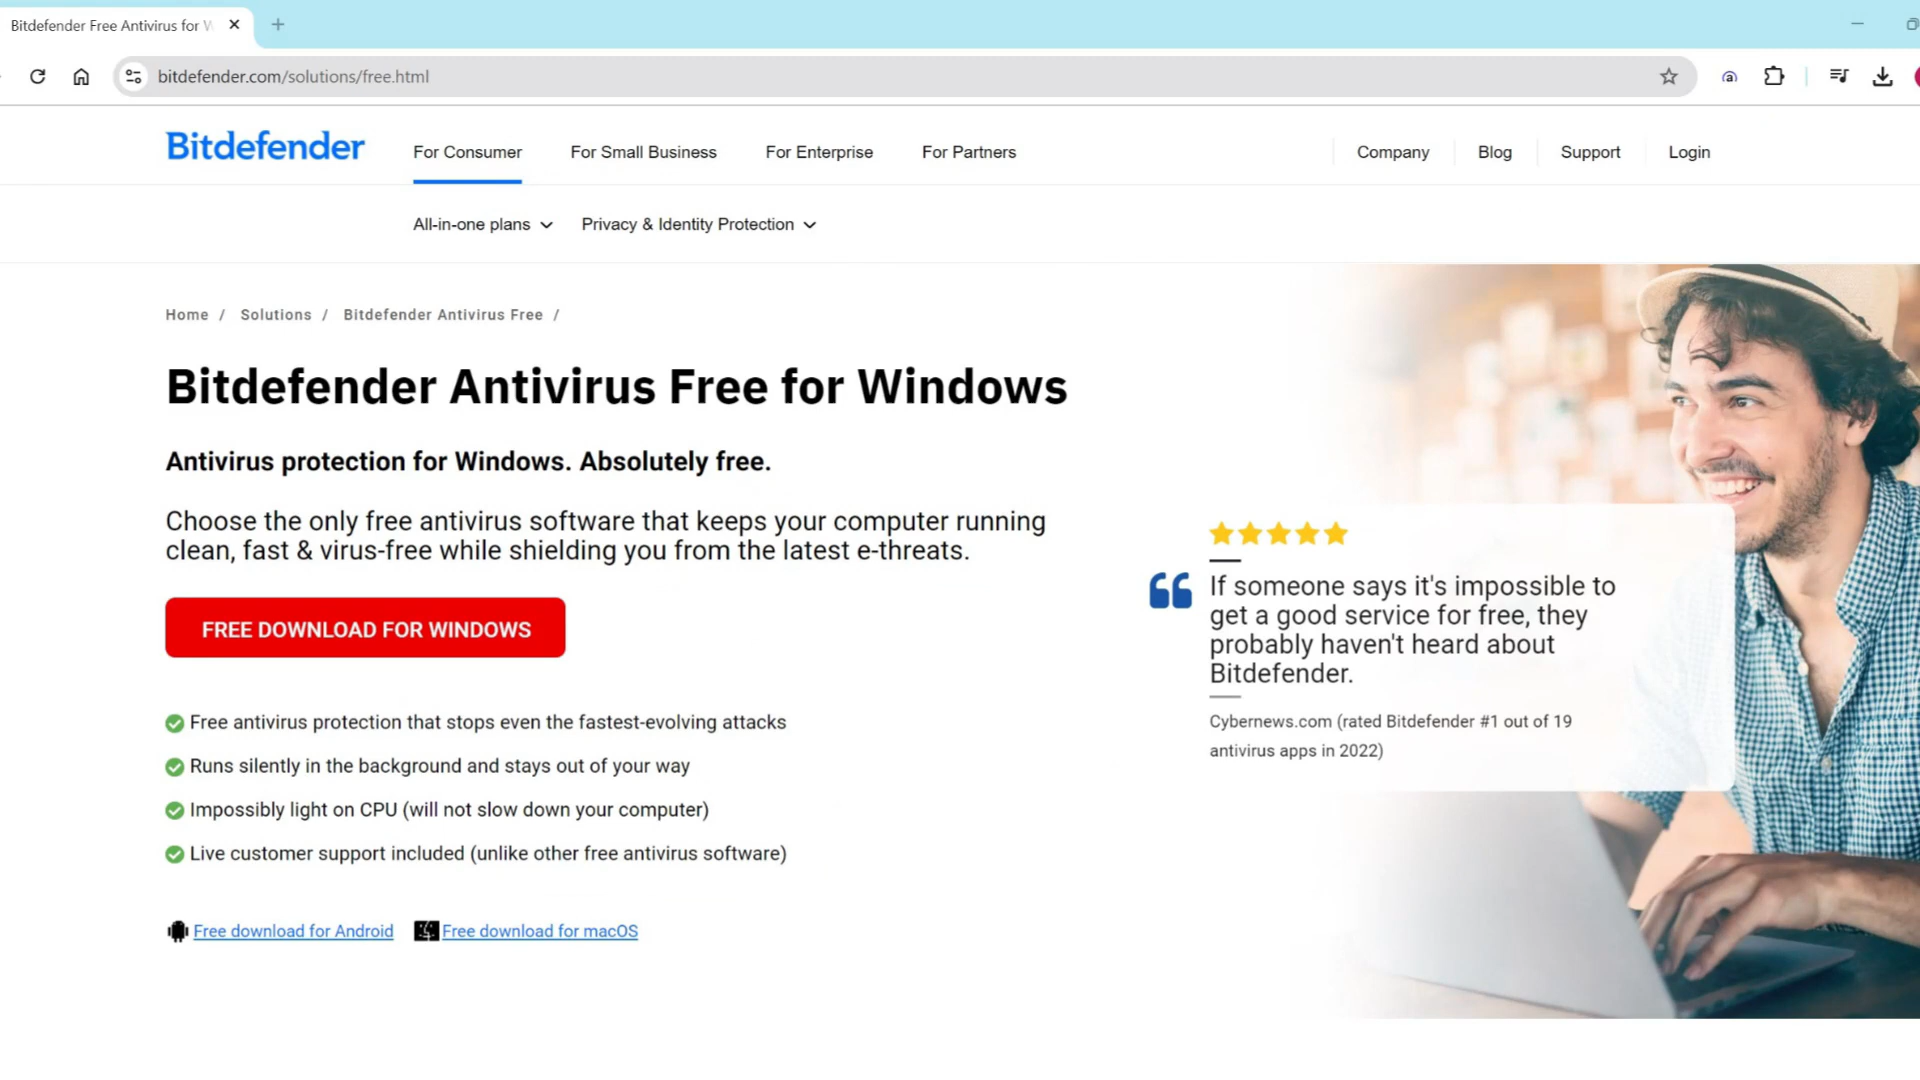 Bitdefender Free Antivirus for W
bitdefender.com/solutions/free.html
a
Bitdefender
For Consumer
For Small Business
For Enterprise
For Partners
Company
Blog
Support
Login
All-in-one plans
Privacy & Identity Protection
Home / Solutions / Bitdefender Antivirus Free /
Bitdefender Antivirus Free for Windows
Antivirus protection for Windows. Absolutely free.
Choose the only free antivirus software that keeps your computer running
clean, fast & virus-free while shielding you from the latest e-threats.
FREE DOWNLOAD FOR WINDOWS
Free antivirus protection that stops even the fastest-evolving attacks
Runs silently in the background and stays out of your way
Impossibly light on CPU (will not slow down your computer)
Live customer support included (unlike other free antivirus software)
Free download for Android
Free download for macOS
If someone says it's impossible to
get a good service for free, they
probably haven't heard about
Bitdefender.
Cybernews.com (rated Bitdefender #1 out of 19
antivirus apps in 2022)